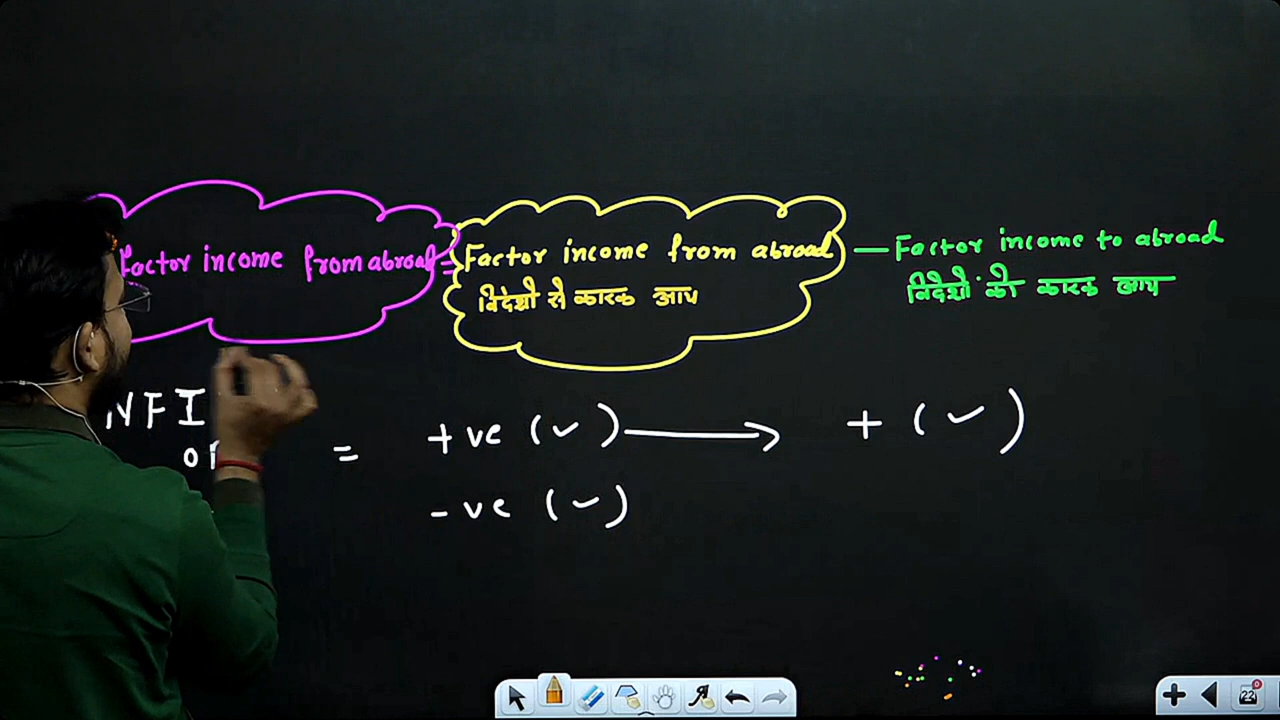 Factor income from abroad = Factor income from abroad — Factor income to abroad
विदेशों से कारक आय विदेशों को कारक आय
NFI
= +ve (✓) → + (✓)
-ve (✓)
22